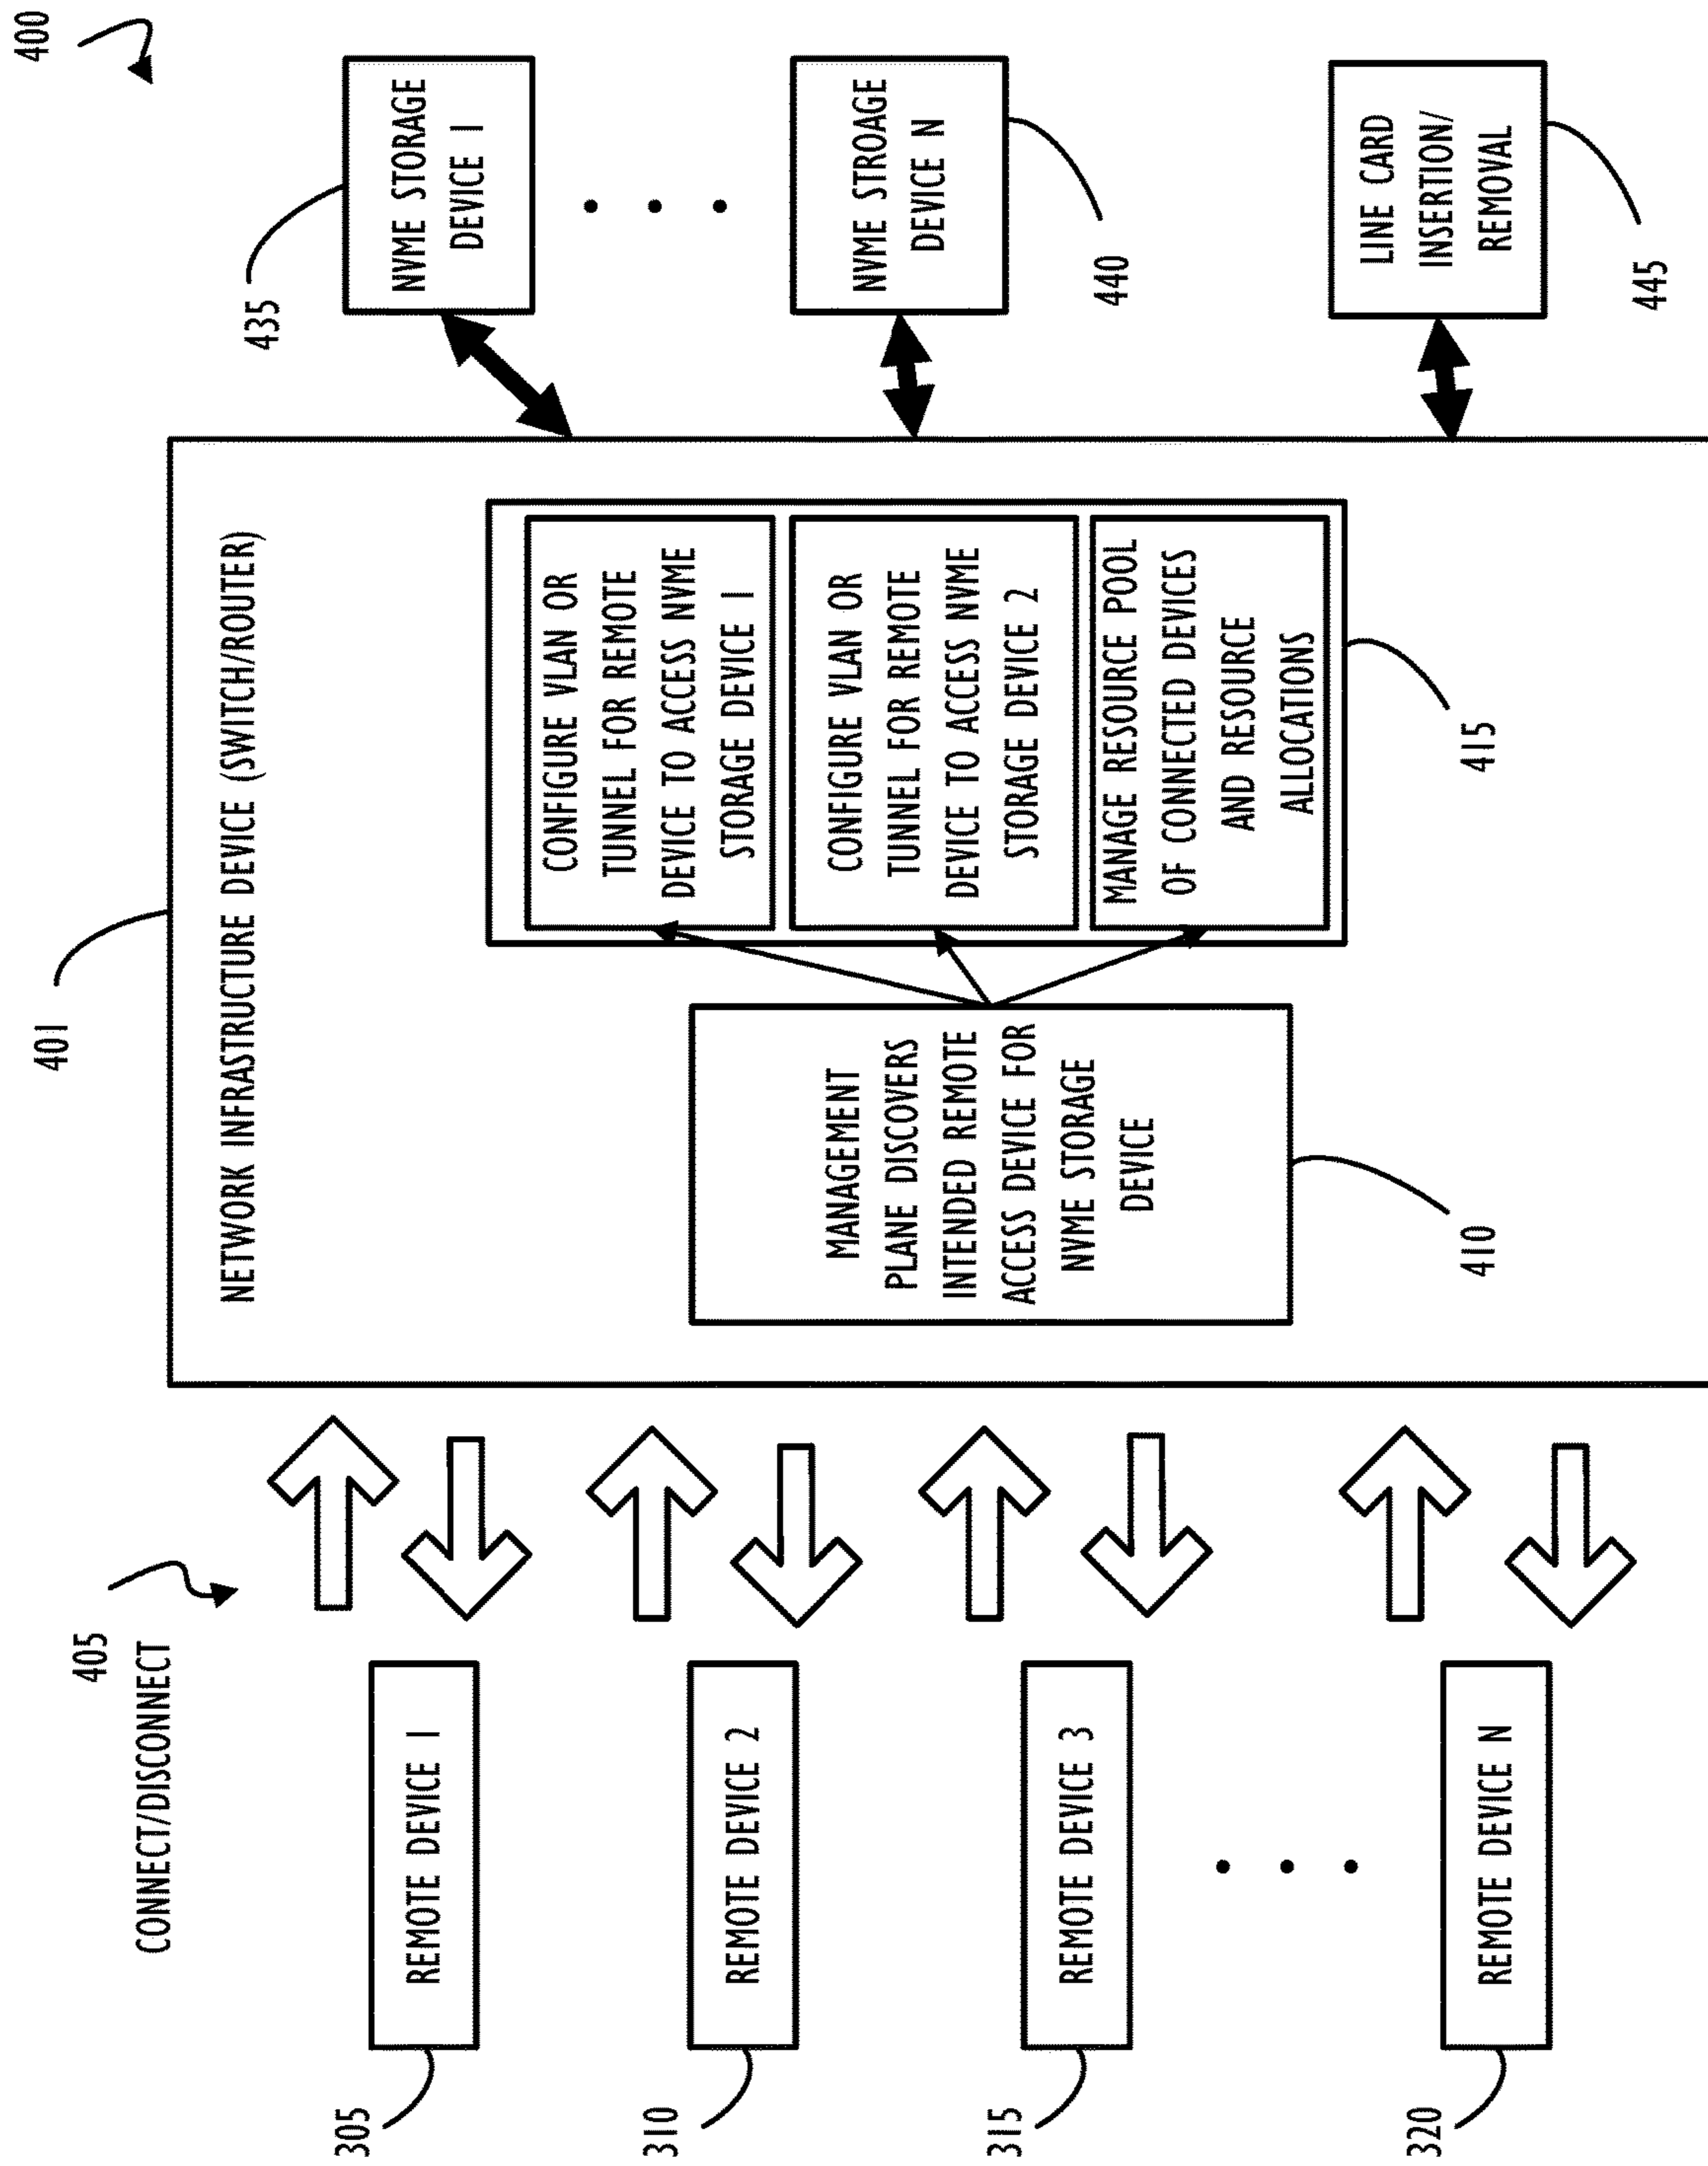 400
405
CONNECT/DISCONNECT
REMOTE DEVICE 1
305
REMOTE DEVICE 2
310
REMOTE DEVICE 3
315
REMOTE DEVICE N
320
401
NETWORK INFRASTRUCTURE DEVICE (SWITCH/ROUTER)
MANAGEMENT
PLANE DISCOVERS
INTENDED REMOTE
ACCESS DEVICE FOR
NVME STORAGE
DEVICE
410
CONFIGURE VLAN OR
TUNNEL FOR REMOTE
DEVICE TO ACCESS NVME
STORAGE DEVICE 1
CONFIGURE VLAN OR
TUNNEL FOR REMOTE
DEVICE TO ACCESS NVME
STORAGE DEVICE 2
MANAGE RESOURCE POOL
OF CONNECTED DEVICES
AND RESOURCE
ALLOCATIONS
415
435
NVME STORAGE
DEVICE 1
NVME STROAGE
DEVICE N
440
LINE CARD
INSERTION/
REMOVAL
445